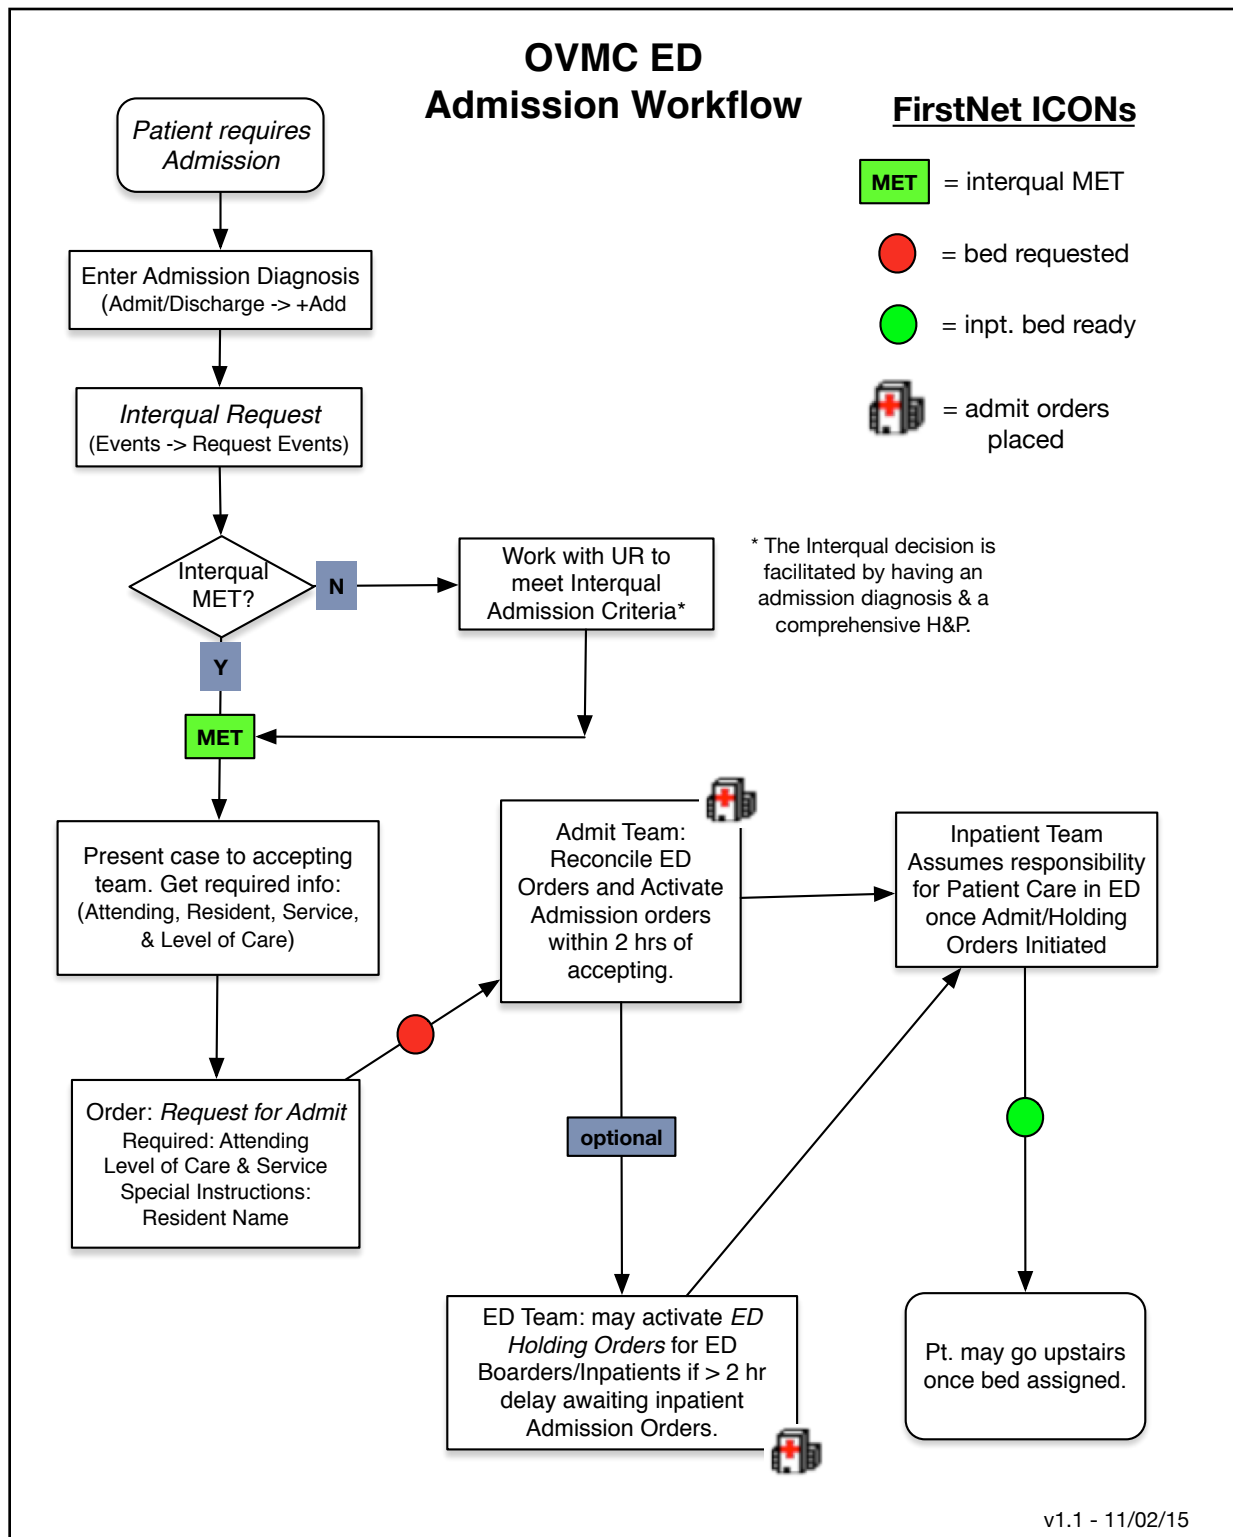 OVMC ED
Admission Workflow
FirstNet ICONs
MET = interqual MET
= bed requested
= inpt. bed ready
= admit orders
placed
Patient requires
Admission
Enter Admission Diagnosis
(Admit/Discharge -> +Add
Interqual Request
(Events -> Request Events)
Interqual
MET?
N
Y
Work with UR to
meet Interqual
Admission Criteria*
* The Interqual decision is
facilitated by having an
admission diagnosis & a
comprehensive H&P.
MET
Present case to accepting
team. Get required info:
(Attending, Resident, Service,
& Level of Care)
Order: Request for Admit
Required: Attending
Level of Care & Service
Special Instructions:
Resident Name
Admit Team:
Reconcile ED
Orders and Activate
Admission orders
within 2 hrs of
accepting.
optional
ED Team: may activate ED
Holding Orders for ED
Boarders/Inpatients if > 2 hr
delay awaiting inpatient
Admission Orders.
Inpatient Team
Assumes responsibility
for Patient Care in ED
once Admit/Holding
Orders Initiated
Pt. may go upstairs
once bed assigned.
v1.1 - 11/02/15